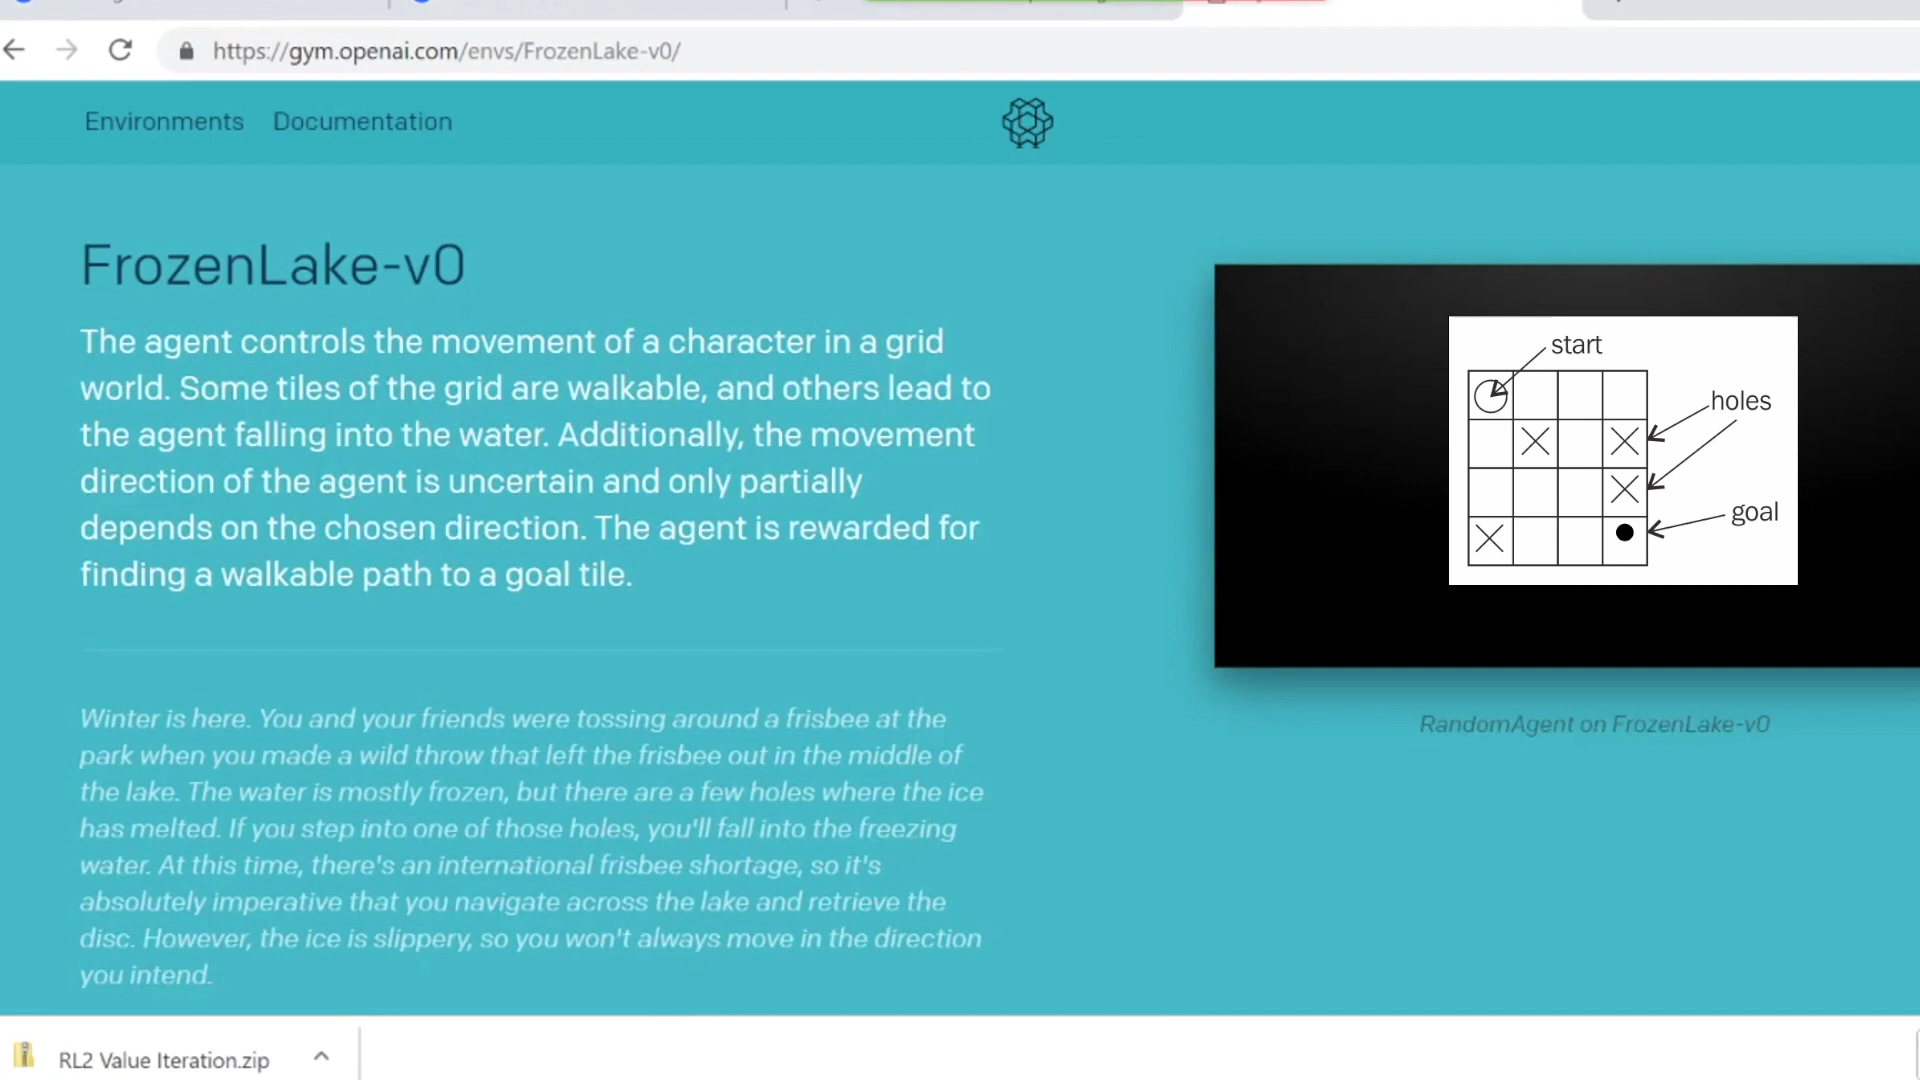 https://gym.openai.com/envs/FrozenLake-v0/
Environments Documentation
FrozenLake-v0
The agent controls the movement of a character in a grid
world. Some tiles of the grid are walkable, and others lead to
the agent falling into the water. Additionally, the movement
direction of the agent is uncertain and only partially
depends on the chosen direction. The agent is rewarded for
finding a walkable path to a goal tile.
Winter is here. You and your friends were tossing around a frisbee at the
park when you made a wild throw that left the frisbee out in the middle of
the lake. The water is mostly frozen, but there are a few holes where the ice
has melted. If you step into one of those holes, you'll fall into the freezing
water. At this time, there's an international frisbee shortage, so it's
absolutely imperative that you navigate across the lake and retrieve the
disc. However, the ice is slippery, so you won't always move in the direction
you intend.
start
holes
goal
RandomAgent on FrozenLake-v0
RL2 Value Iteration.zip